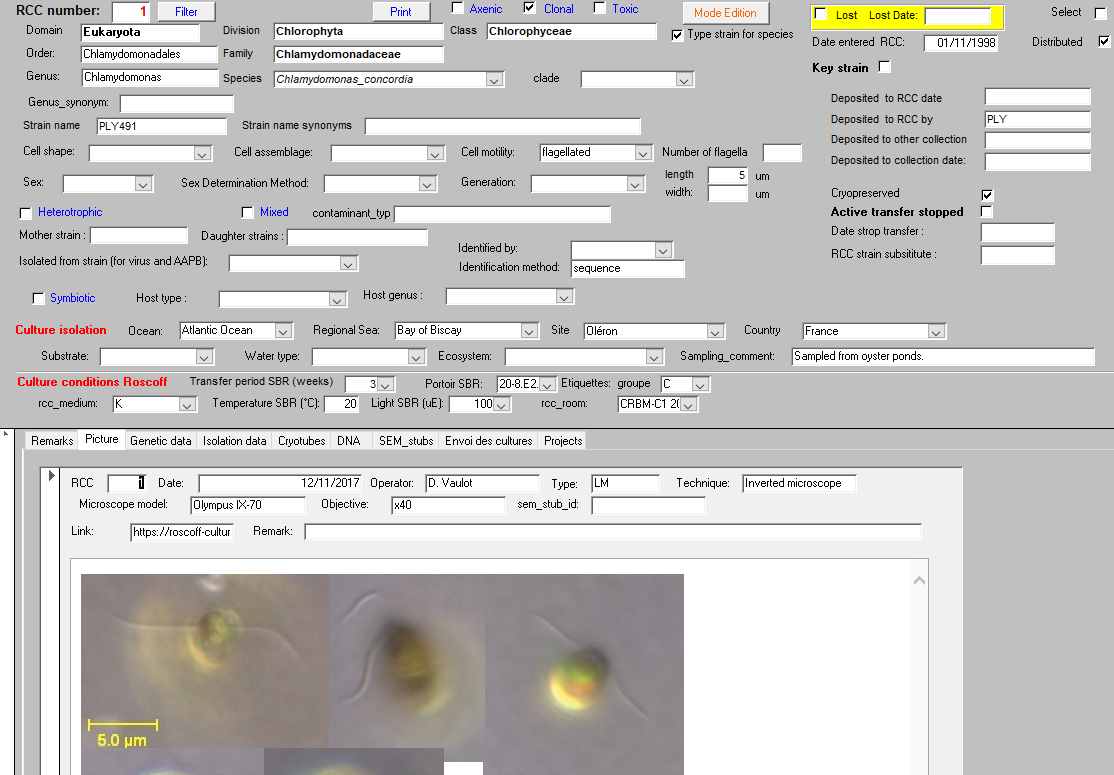 RCC number: 1 Filter Print Axenic Clonal Toxic Mode Edition Lost Lost Date: Select
Domain Eukaryota Division Chlorophyta Class Chlorophyceae Type strain for species Date entered RCC: 01/11/1998 Distributed
Order: Chlamydomonadales Family Chlamydomonadaceae
Genus: Chlamydomonas Species Chlamydomonas_concordia clade Key strain
Genus_synonym: Deposited to RCC date
Strain name PLY491 Strain name synonyms Deposited to RCC by PLY
Cell shape: Cell assemblage: Cell motility: flagellated Number of flagella Deposited to other collection
Deposited to collection date:
Sex: Sex Determination Method: Generation: length 5 um
width: um Cryopreserved
Heterotrophic Mixed contaminant_typ Active transfer stopped
Mother strain : Daughter strains : Date stop transfer :
Isolated from strain (for virus and AAPB): Identified by: RCC strain subsititute :
Identification method: sequence
Symbiotic Host type : Host genus :
Culture isolation Ocean: Atlantic Ocean Regional Sea: Bay of Biscay Site Oléron Country France
Substrate: Water type: Ecosystem: Sampling_comment: Sampled from oyster ponds.
Culture conditions Roscoff Transfer period SBR (weeks) 3 Portoir SBR: 20-8.E2. Etiquettes: groupe C
rcc_medium: K Temperature SBR (°C): 20 Light SBR (uE): 100 rcc_room: CRBM-C1 20
Remarks Picture Genetic data Isolation data Cryotubes DNA SEM_stubs Envoi des cultures Projects
RCC 1 Date: 12/11/2017 Operator: D. Vaulot Type: LM Technique: Inverted microscope
Microscope model: Olympus IX-70 Objective: x40 sem_stub_id:
Link: https://roscoff-cultur Remark:
5.0 µm